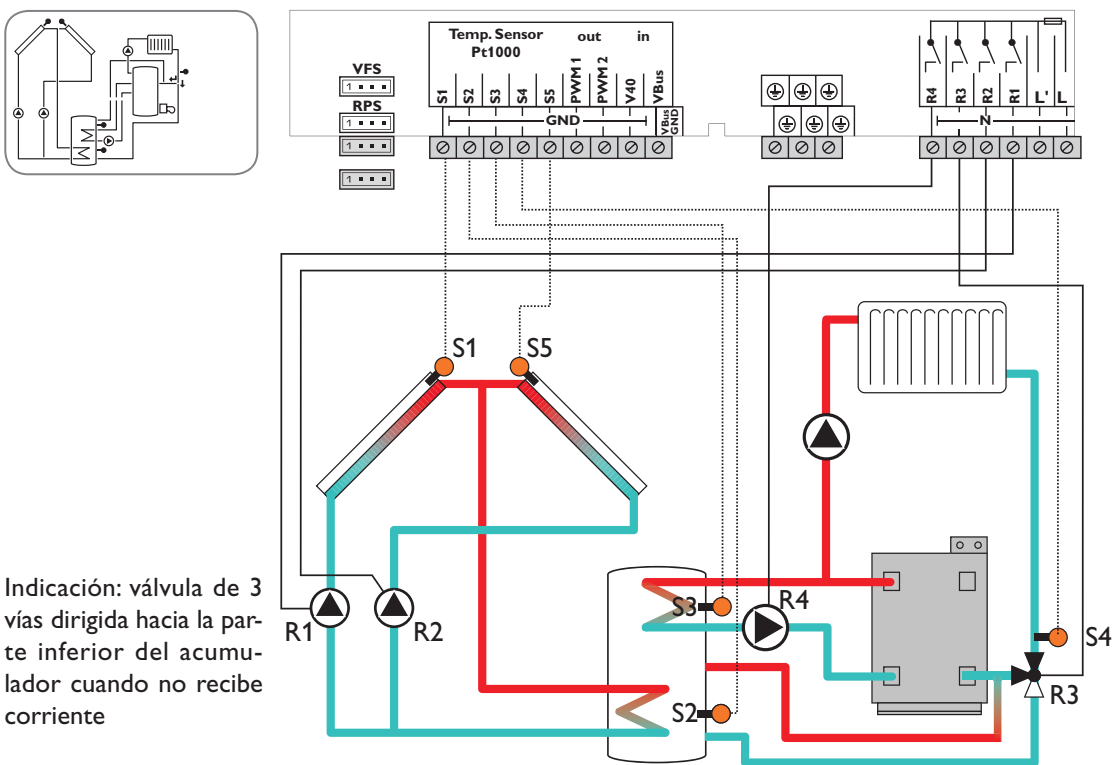 Temp. Sensor
Pt1000
out
in
VFS
1
RPS
1
1
1
S1
S2
S3
S4
S5
PWM 1
PWM 2
V40
VBus
GND
VBus
GND
R4
R3
R2
R1
L'
L
N
S1
S5
S3
R4
S4
R3
S2
R1
R2
Indicación: válvula de 3
vías dirigida hacia la par-
te inferior del acumu-
lador cuando no recibe
corriente